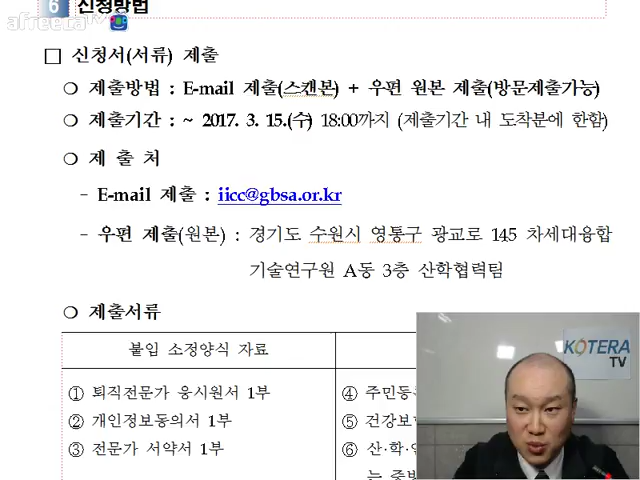 6 신청방법
afreecaTV
□ 신청서(서류) 제출
❍ 제출방법 : E-mail 제출(스캔본) + 우편 원본 제출(방문제출가능)
❍ 제출기간 : ~ 2017. 3. 15.(수) 18:00까지 (제출기간 내 도착분에 한함)
❍ 제 출 처
- E-mail 제출 : iicc@gbsa.or.kr
- 우편 제출(원본) : 경기도 수원시 영통구 광교로 145 차세대융합
기술연구원 A동 3층 산학협력팀
❍ 제출서류
붙임 소정양식 자료
① 퇴직전문가 응시원서 1부
② 개인정보동의서 1부
③ 전문가 서약서 1부
④ 주민등
⑤ 건강보
⑥ 산·학·
는 증빙
KOTERA
TV